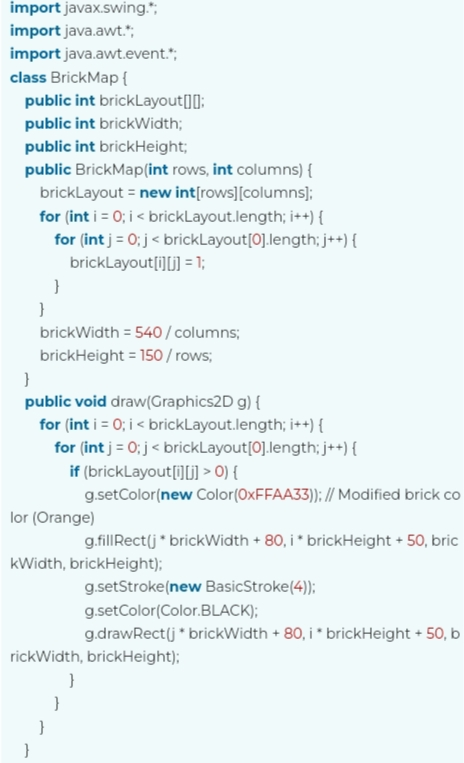 import javax.swing.*;
import java.awt.*;
import java.awt.event.*;
class BrickMap {
    public int brickLayout[][];
    public int brickWidth;
    public int brickHeight;
    public BrickMap(int rows, int columns) {
        brickLayout = new int[rows][columns];
        for (int i = 0; i < brickLayout.length; i++) {
            for (int j = 0; j < brickLayout[0].length; j++) {
                brickLayout[i][j] = 1;
            }
        }
        brickWidth = 540 / columns;
        brickHeight = 150 / rows;
    }
    public void draw(Graphics2D g) {
        for (int i = 0; i < brickLayout.length; i++) {
            for (int j = 0; j < brickLayout[0].length; j++) {
                if (brickLayout[i][j] > 0) {
                    g.setColor(new Color(0xFFAA33)); // Modified brick co
lor (Orange)
                    g.fillRect(j * brickWidth + 80, i * brickHeight + 50, bric
kWidth, brickHeight);
                    g.setStroke(new BasicStroke(4));
                    g.setColor(Color.BLACK);
                    g.drawRect(j * brickWidth + 80, i * brickHeight + 50, b
rickWidth, brickHeight);
                }
            }
        }
    }